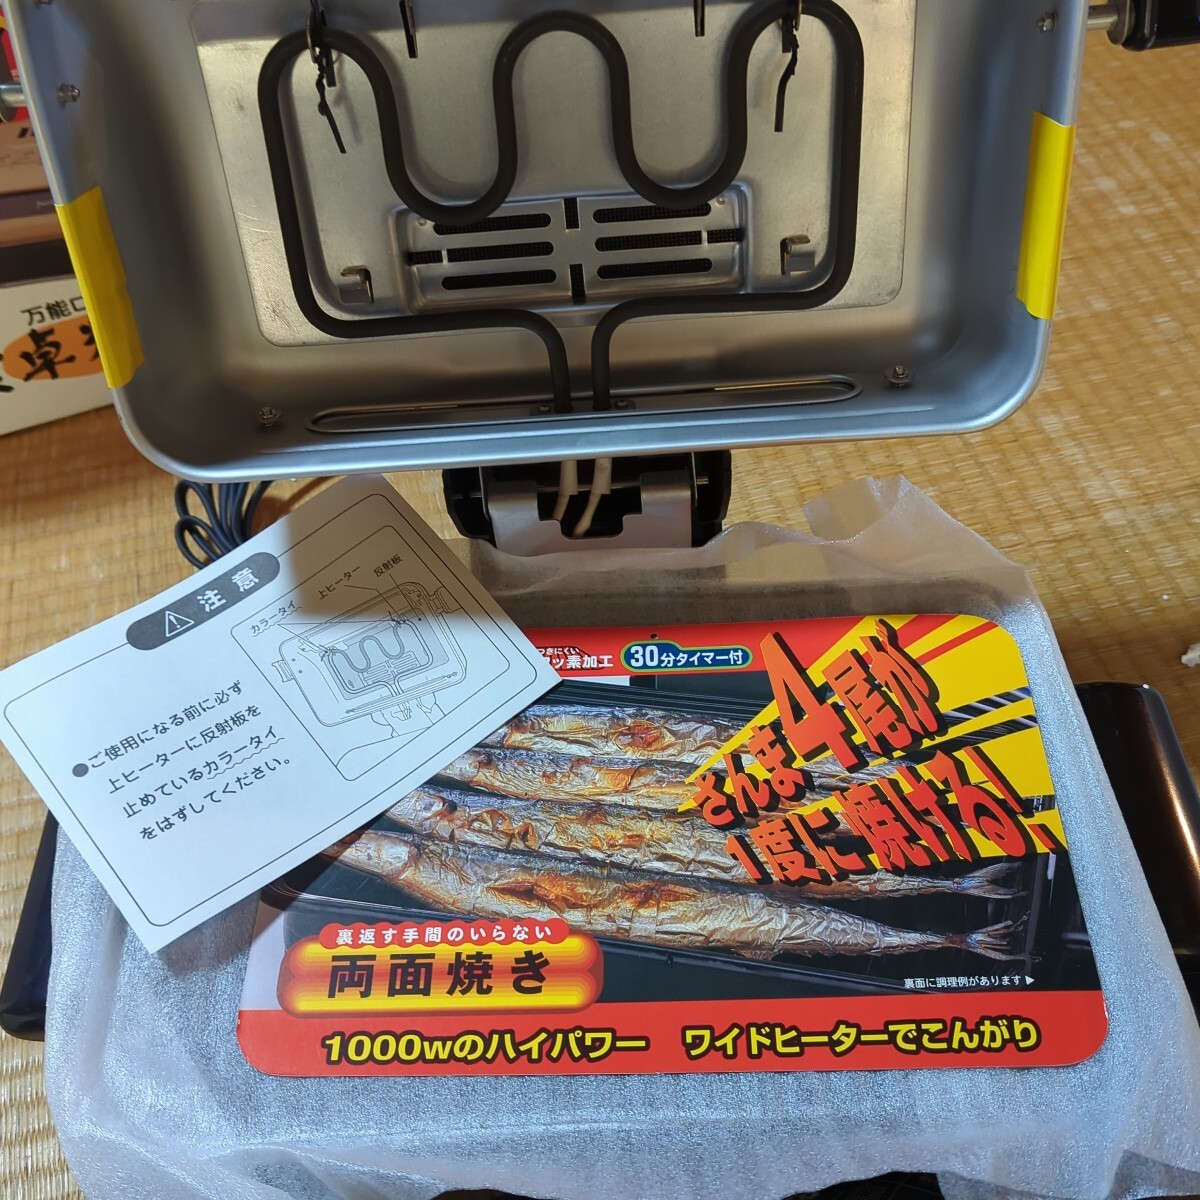 万能ロ
卓
注意
カラータイ
上ヒーター
反射板
●ご使用になる前に必ず
上ヒーターに反射板を
止めているカラータイ
をはずしてください。
つきにくい
ッ素加工
30分タイマー付
さんま4尾が
1度に焼ける!
裏返す手間のいらない
両面焼き
裏面に調理例があります▶
1000wのハイパワー ワイドヒーターでこんがり